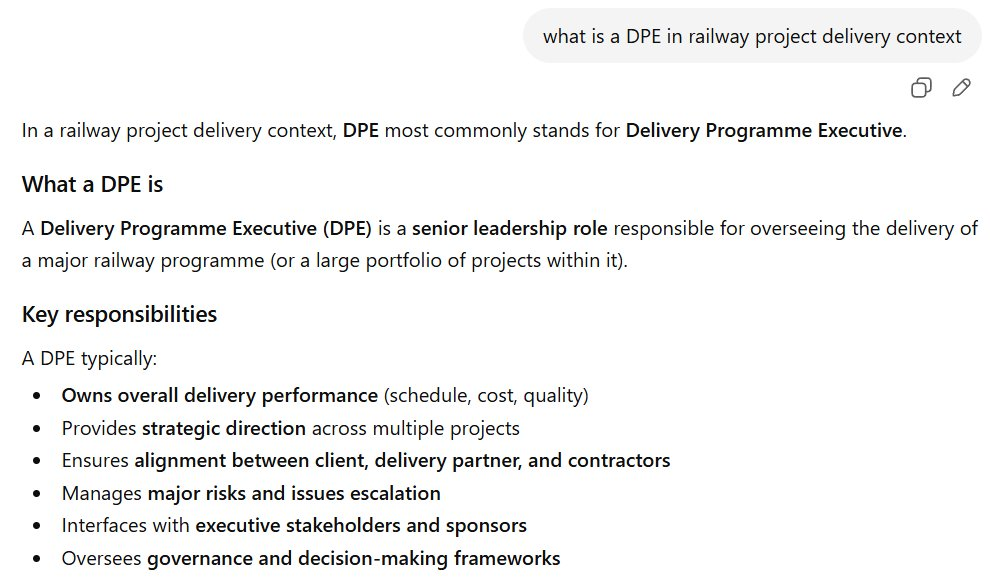 what is a DPE in railway project delivery context
In a railway project delivery context, DPE most commonly stands for Delivery Programme Executive.
What a DPE is
A Delivery Programme Executive (DPE) is a senior leadership role responsible for overseeing the delivery of
a major railway programme (or a large portfolio of projects within it).
Key responsibilities
A DPE typically:
• Owns overall delivery performance (schedule, cost, quality)
• Provides strategic direction across multiple projects
• Ensures alignment between client, delivery partner, and contractors
• Manages major risks and issues escalation
• Interfaces with executive stakeholders and sponsors
• Oversees governance and decision-making frameworks